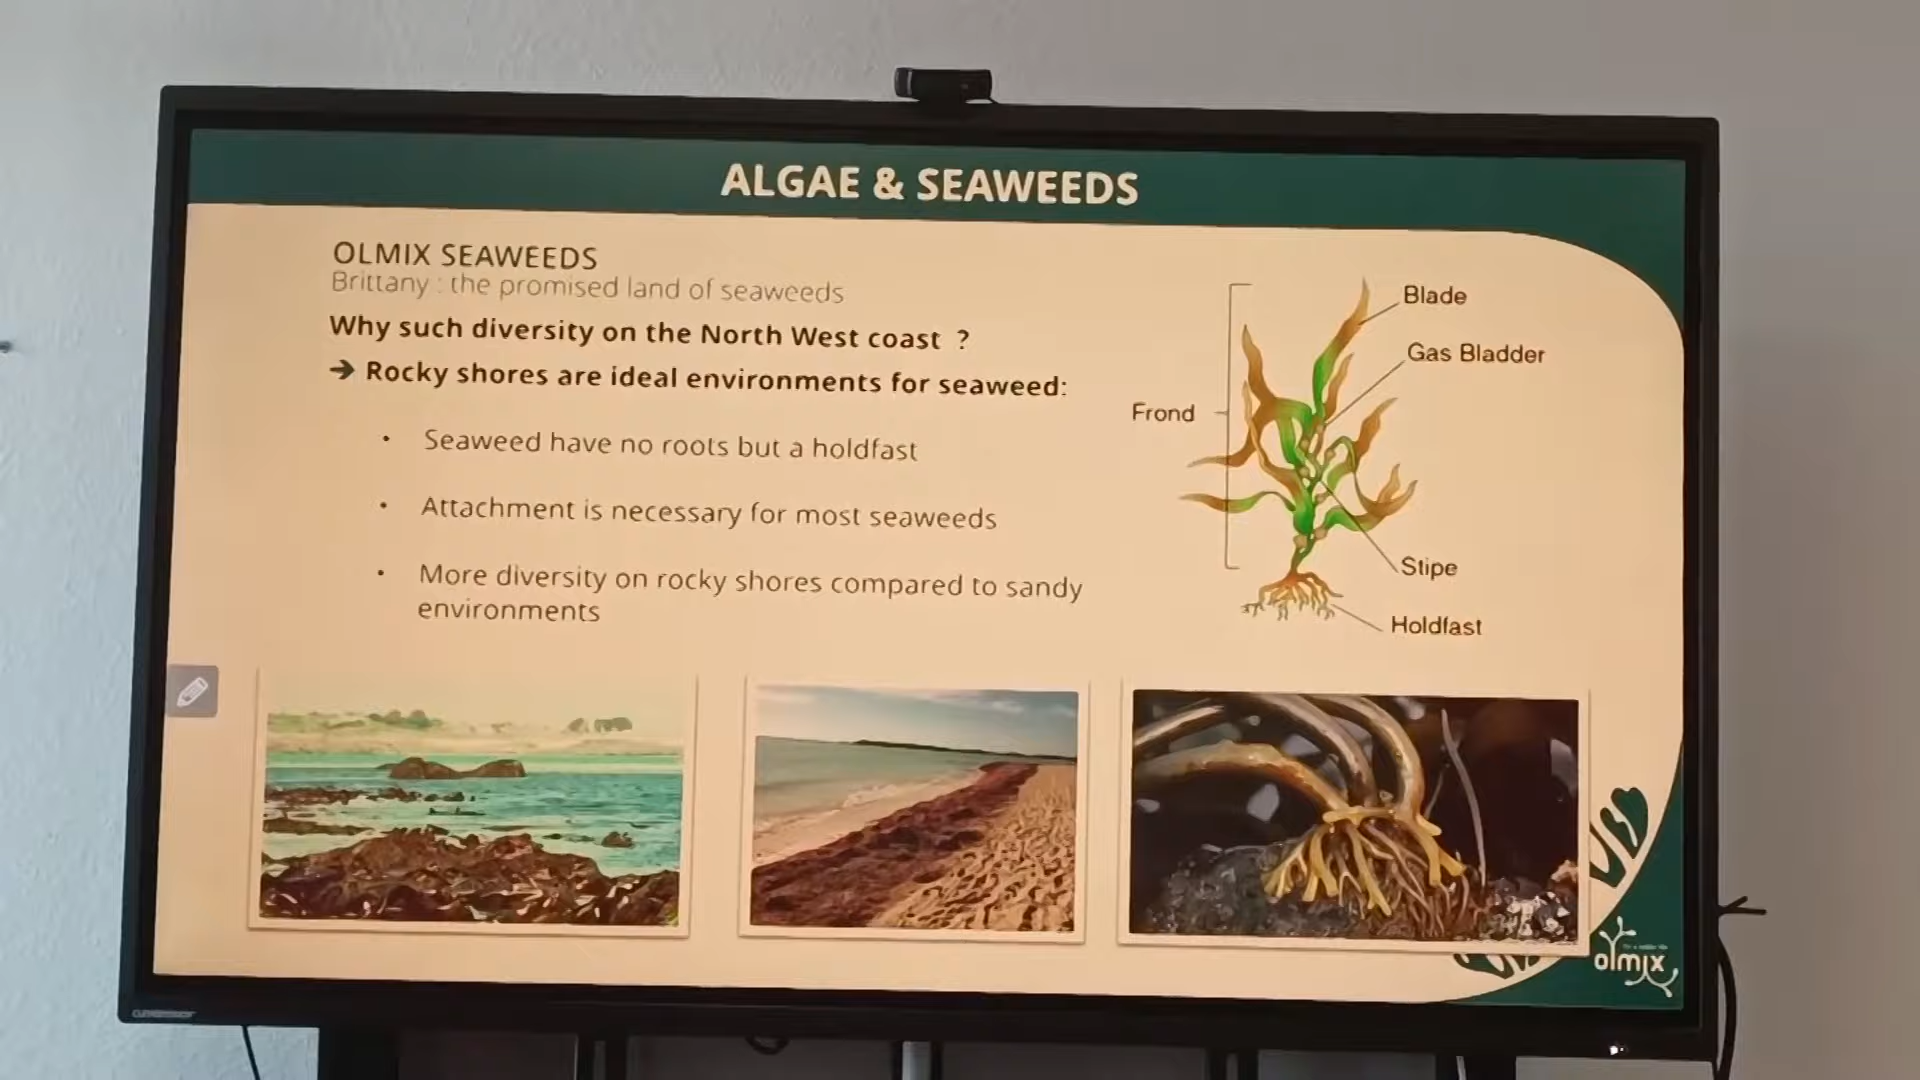 ALGAE & SEAWEEDS
OLMIX SEAWEEDS
Brittany : the promised land of seaweeds
Why such diversity on the North West coast ?
→ Rocky shores are ideal environments for seaweed:
• Seaweed have no roots but a holdfast
• Attachment is necessary for most seaweeds
• More diversity on rocky shores compared to sandy
environments
Blade
Gas Bladder
Frond
Stipe
Holdfast
olmix